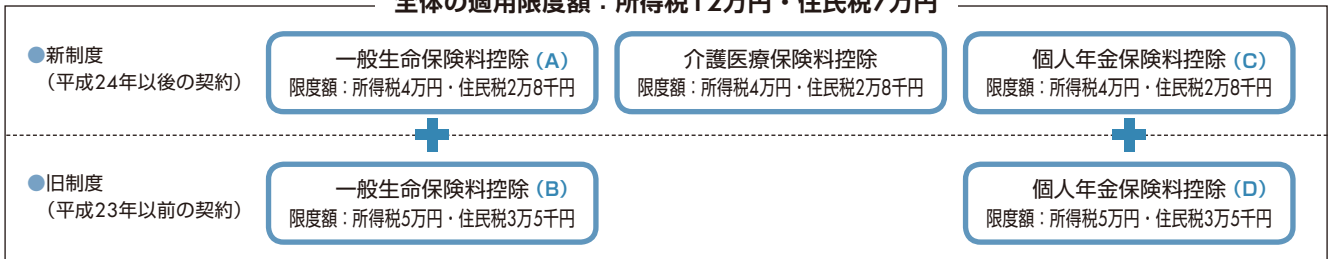 全体の適用限度額：所得税12万円・住民税7万円
●新制度
（平成24年以後の契約）
一般生命保険料控除（A）
限度額：所得税4万円・住民税2万8千円
介護医療保険料控除
限度額：所得税4万円・住民税2万8千円
個人年金保険料控除（C）
限度額：所得税4万円・住民税2万8千円
●旧制度
（平成23年以前の契約）
一般生命保険料控除（B）
限度額：所得税5万円・住民税3万5千円
個人年金保険料控除（D）
限度額：所得税5万円・住民税3万5千円